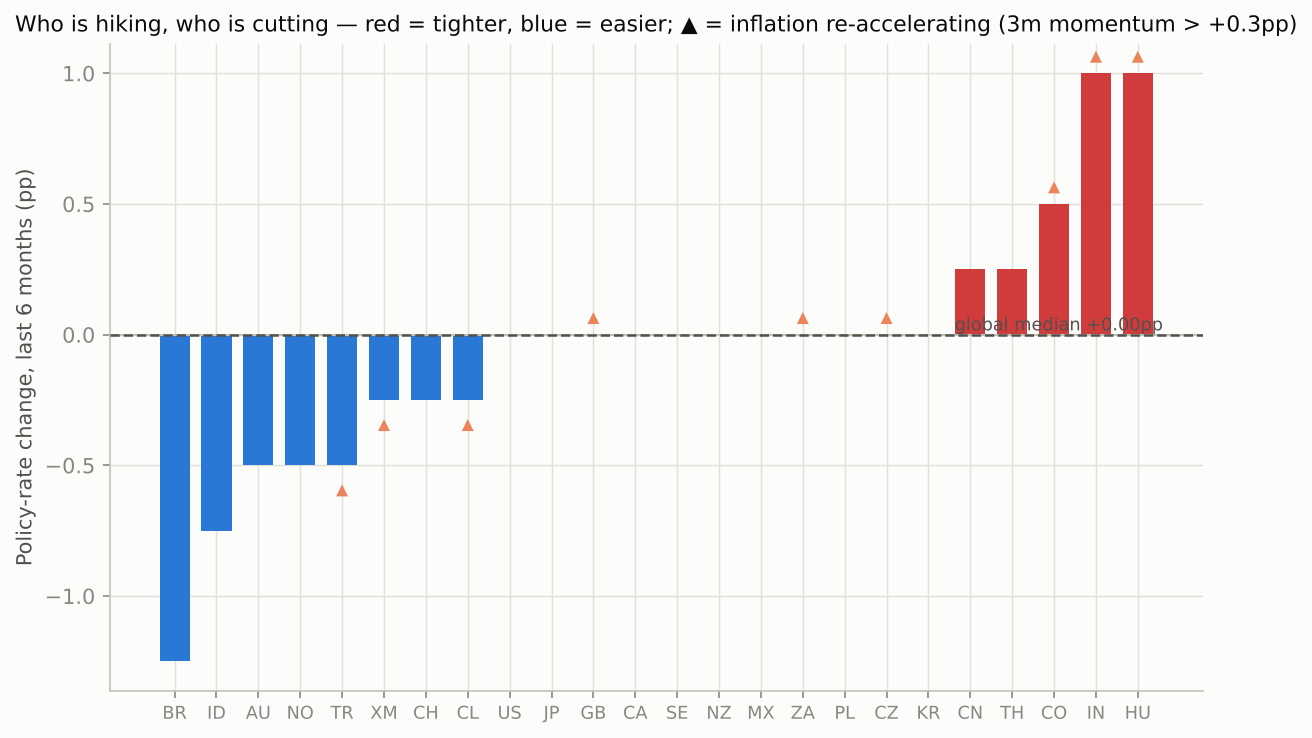 Who is hiking, who is cutting — red = tighter, blue = easier; ▲ = inflation re-accelerating (3m momentum > +0.3pp)
Policy-rate change, last 6 months (pp)
1.0
0.5
0.0
−0.5
−1.0
global median +0.00pp
BR ID AU NO TR XM CH CL US JP GB CA SE NZ MX ZA PL CZ KR CN TH CO IN HU